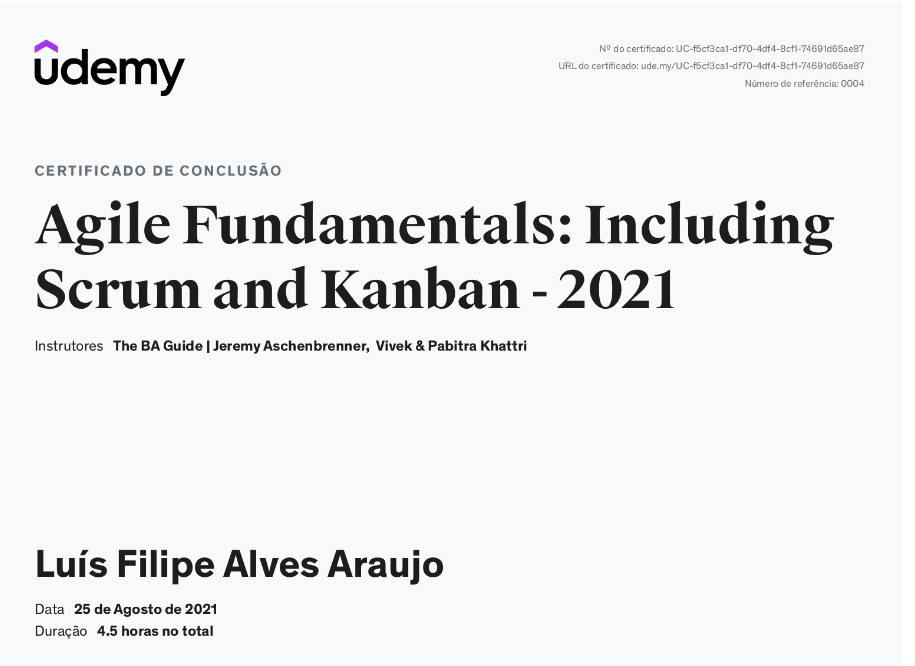 udemy
Nº do certificado: UC-f5cf3ca1-df70-4df4-8cf1-74691d65ae87
URL do certificado: ude.my/UC-f5cf3ca1-df70-4df4-8cf1-74691d65ae87
Número de referência: 0004
CERTIFICADO DE CONCLUSÃO
Agile Fundamentals: Including
Scrum and Kanban - 2021
Instrutores The BA Guide | Jeremy Aschenbrenner, Vivek & Pabitra Khattri
Luís Filipe Alves Araujo
Data 25 de Agosto de 2021
Duração 4.5 horas no total